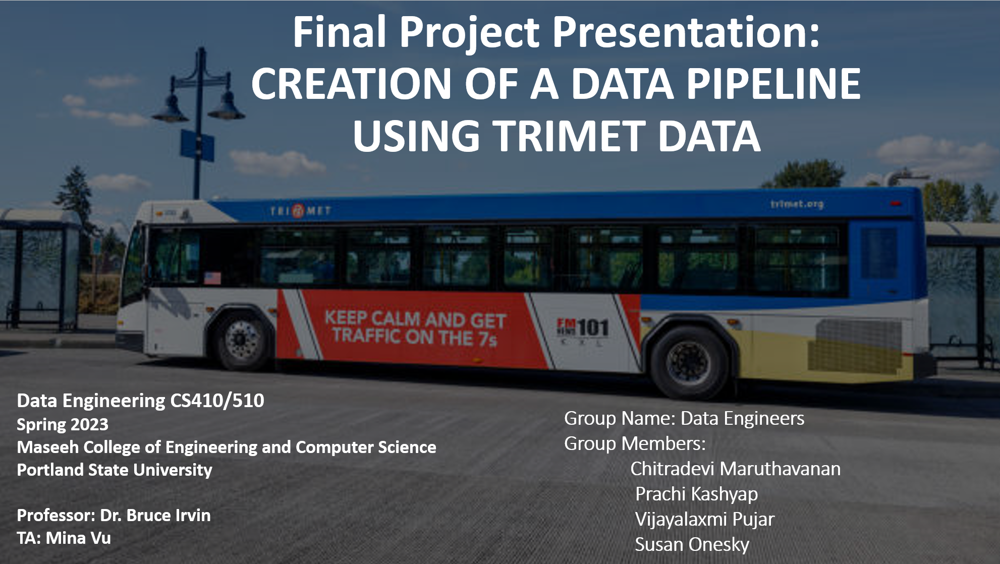 Final Project Presentation:
CREATION OF A DATA PIPELINE
USING TRIMET DATA
TRI MET
trimet.org
KEEP CALM AND GET
TRAFFIC ON THE 7s
FM
NEWS 101
K X L
Data Engineering CS410/510
Spring 2023
Maseeh College of Engineering and Computer Science
Portland State University
Professor: Dr. Bruce Irvin
TA: Mina Vu
Group Name: Data Engineers
Group Members:
Chitradevi Maruthavanan
Prachi Kashyap
Vijayalaxmi Pujar
Susan Onesky